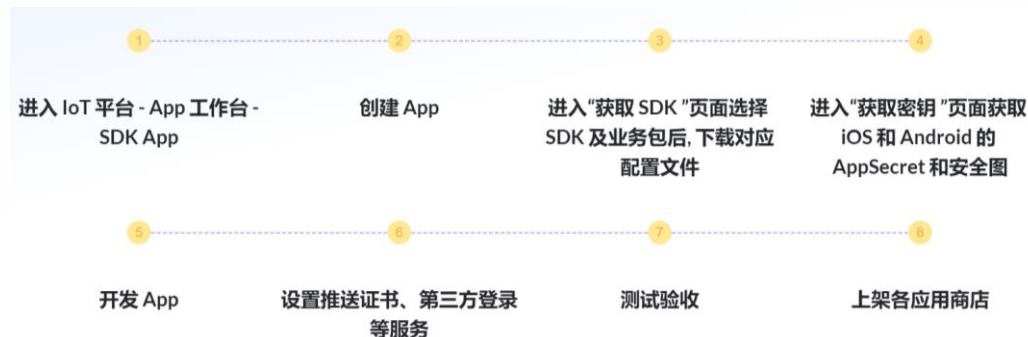 1
2
3
4
进入 IoT 平台 - App 工作台 -
SDK App
创建 App
进入“获取 SDK ”页面选择
SDK 及业务包后, 下载对应
配置文件
进入“获取密钥 ”页面获取
iOS 和 Android 的
AppSecret 和安全图
5
6
7
8
开发 App
设置推送证书、第三方登录
等服务
测试验收
上架各应用商店